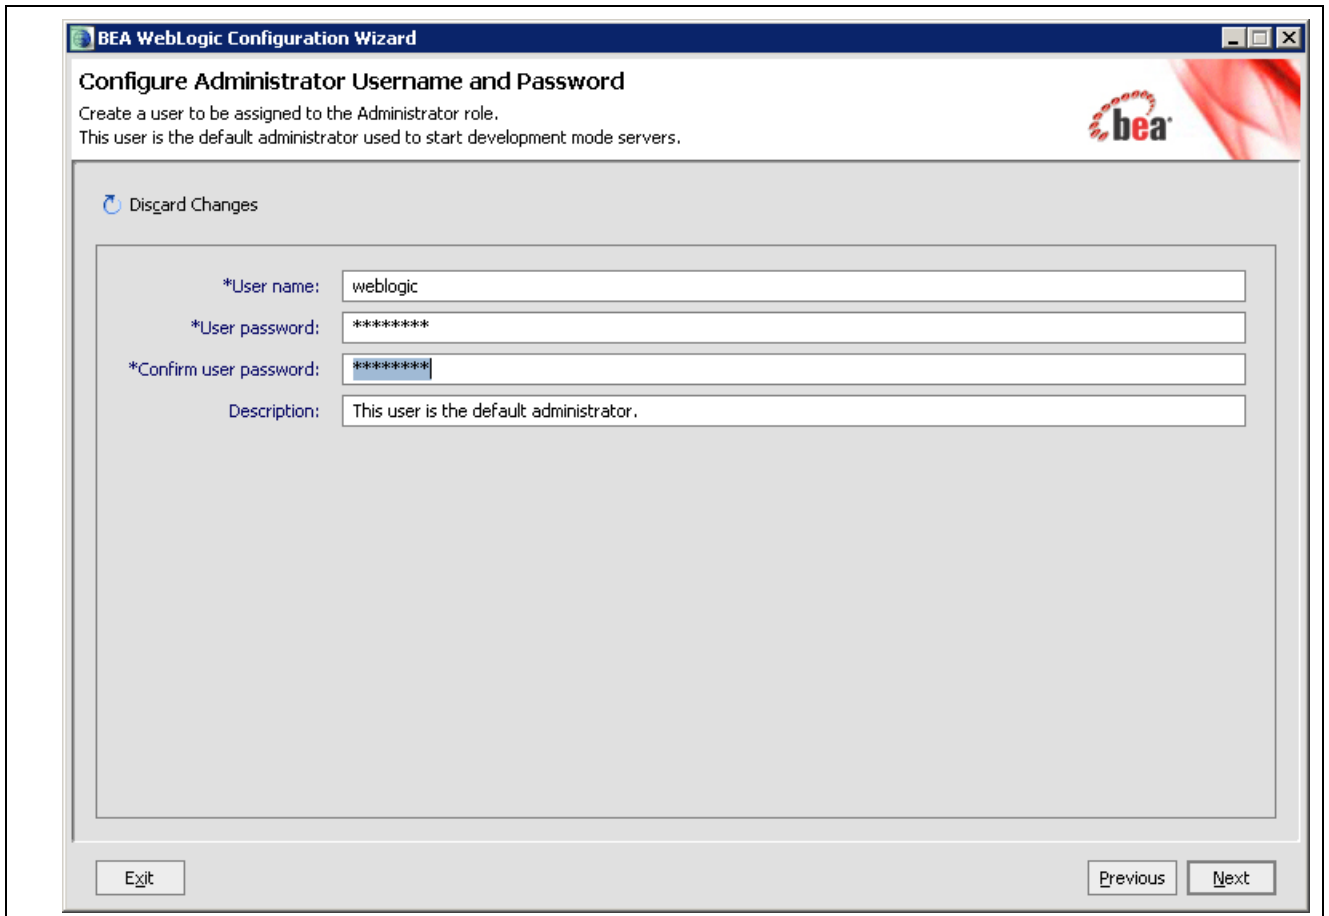 BEA WebLogic Configuration Wizard
Configure Administrator Username and Password
Create a user to be assigned to the Administrator role.
This user is the default administrator used to start development mode servers.
bea
Discard Changes
*User name: weblogic
*User password: ********
*Confirm user password: ********
Description: This user is the default administrator.
Exit Previous Next